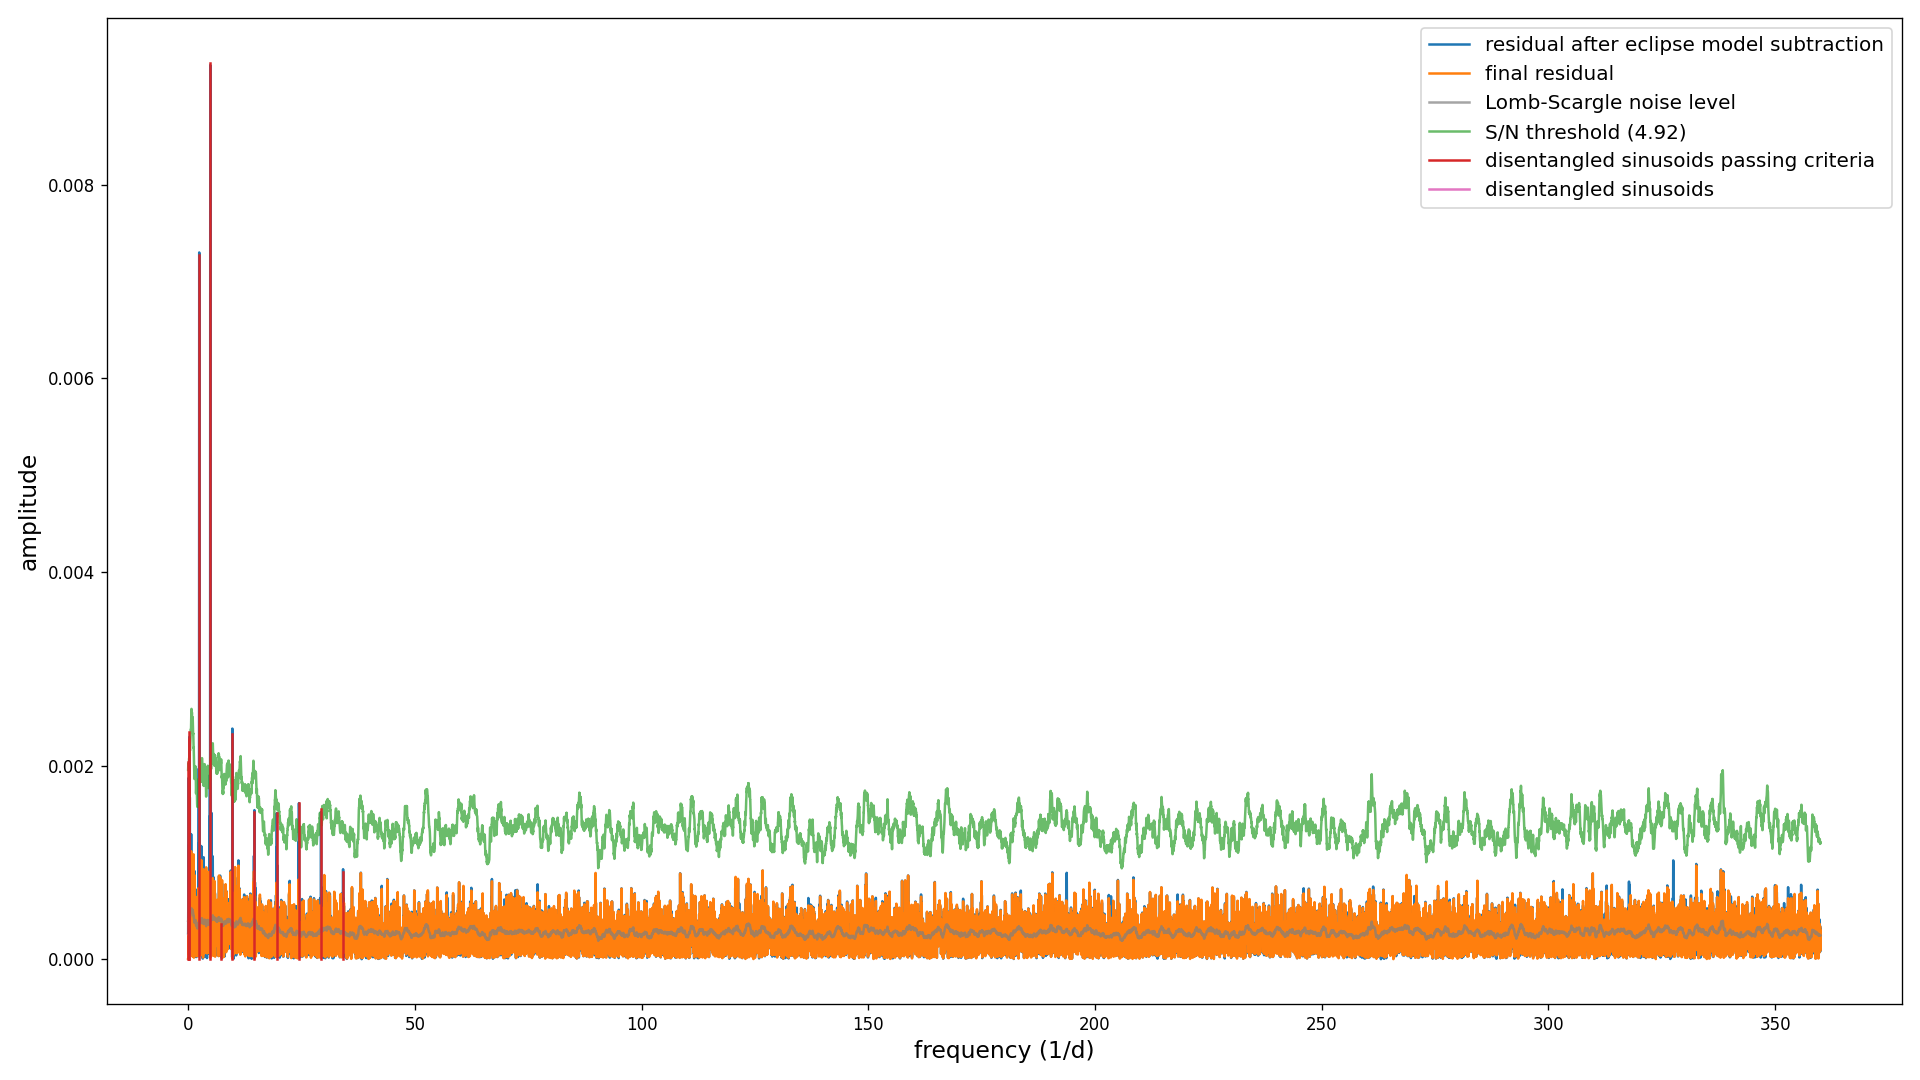 residual after eclipse model subtraction
final residual
Lomb-Scargle noise level
S/N threshold (4.92)
disentangled sinusoids passing criteria
disentangled sinusoids
0.008
0.006
0.004
0.002
0.000
amplitude
0 50 100 150 200 250 300 350
frequency (1/d)